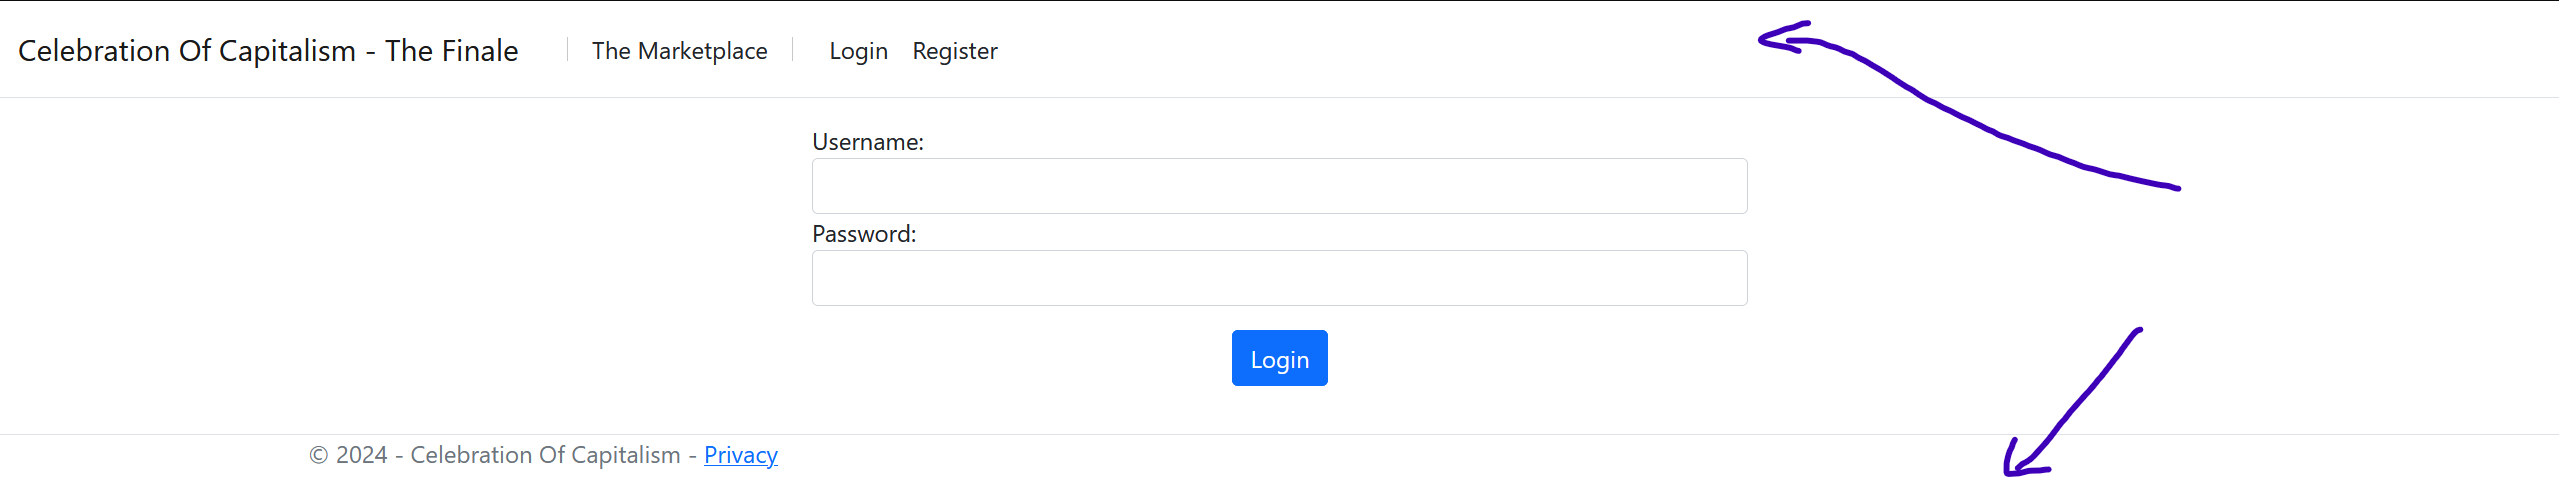 Celebration Of Capitalism - The Finale The Marketplace Login Register
Username:
Password:
Login
© 2024 - Celebration Of Capitalism - Privacy